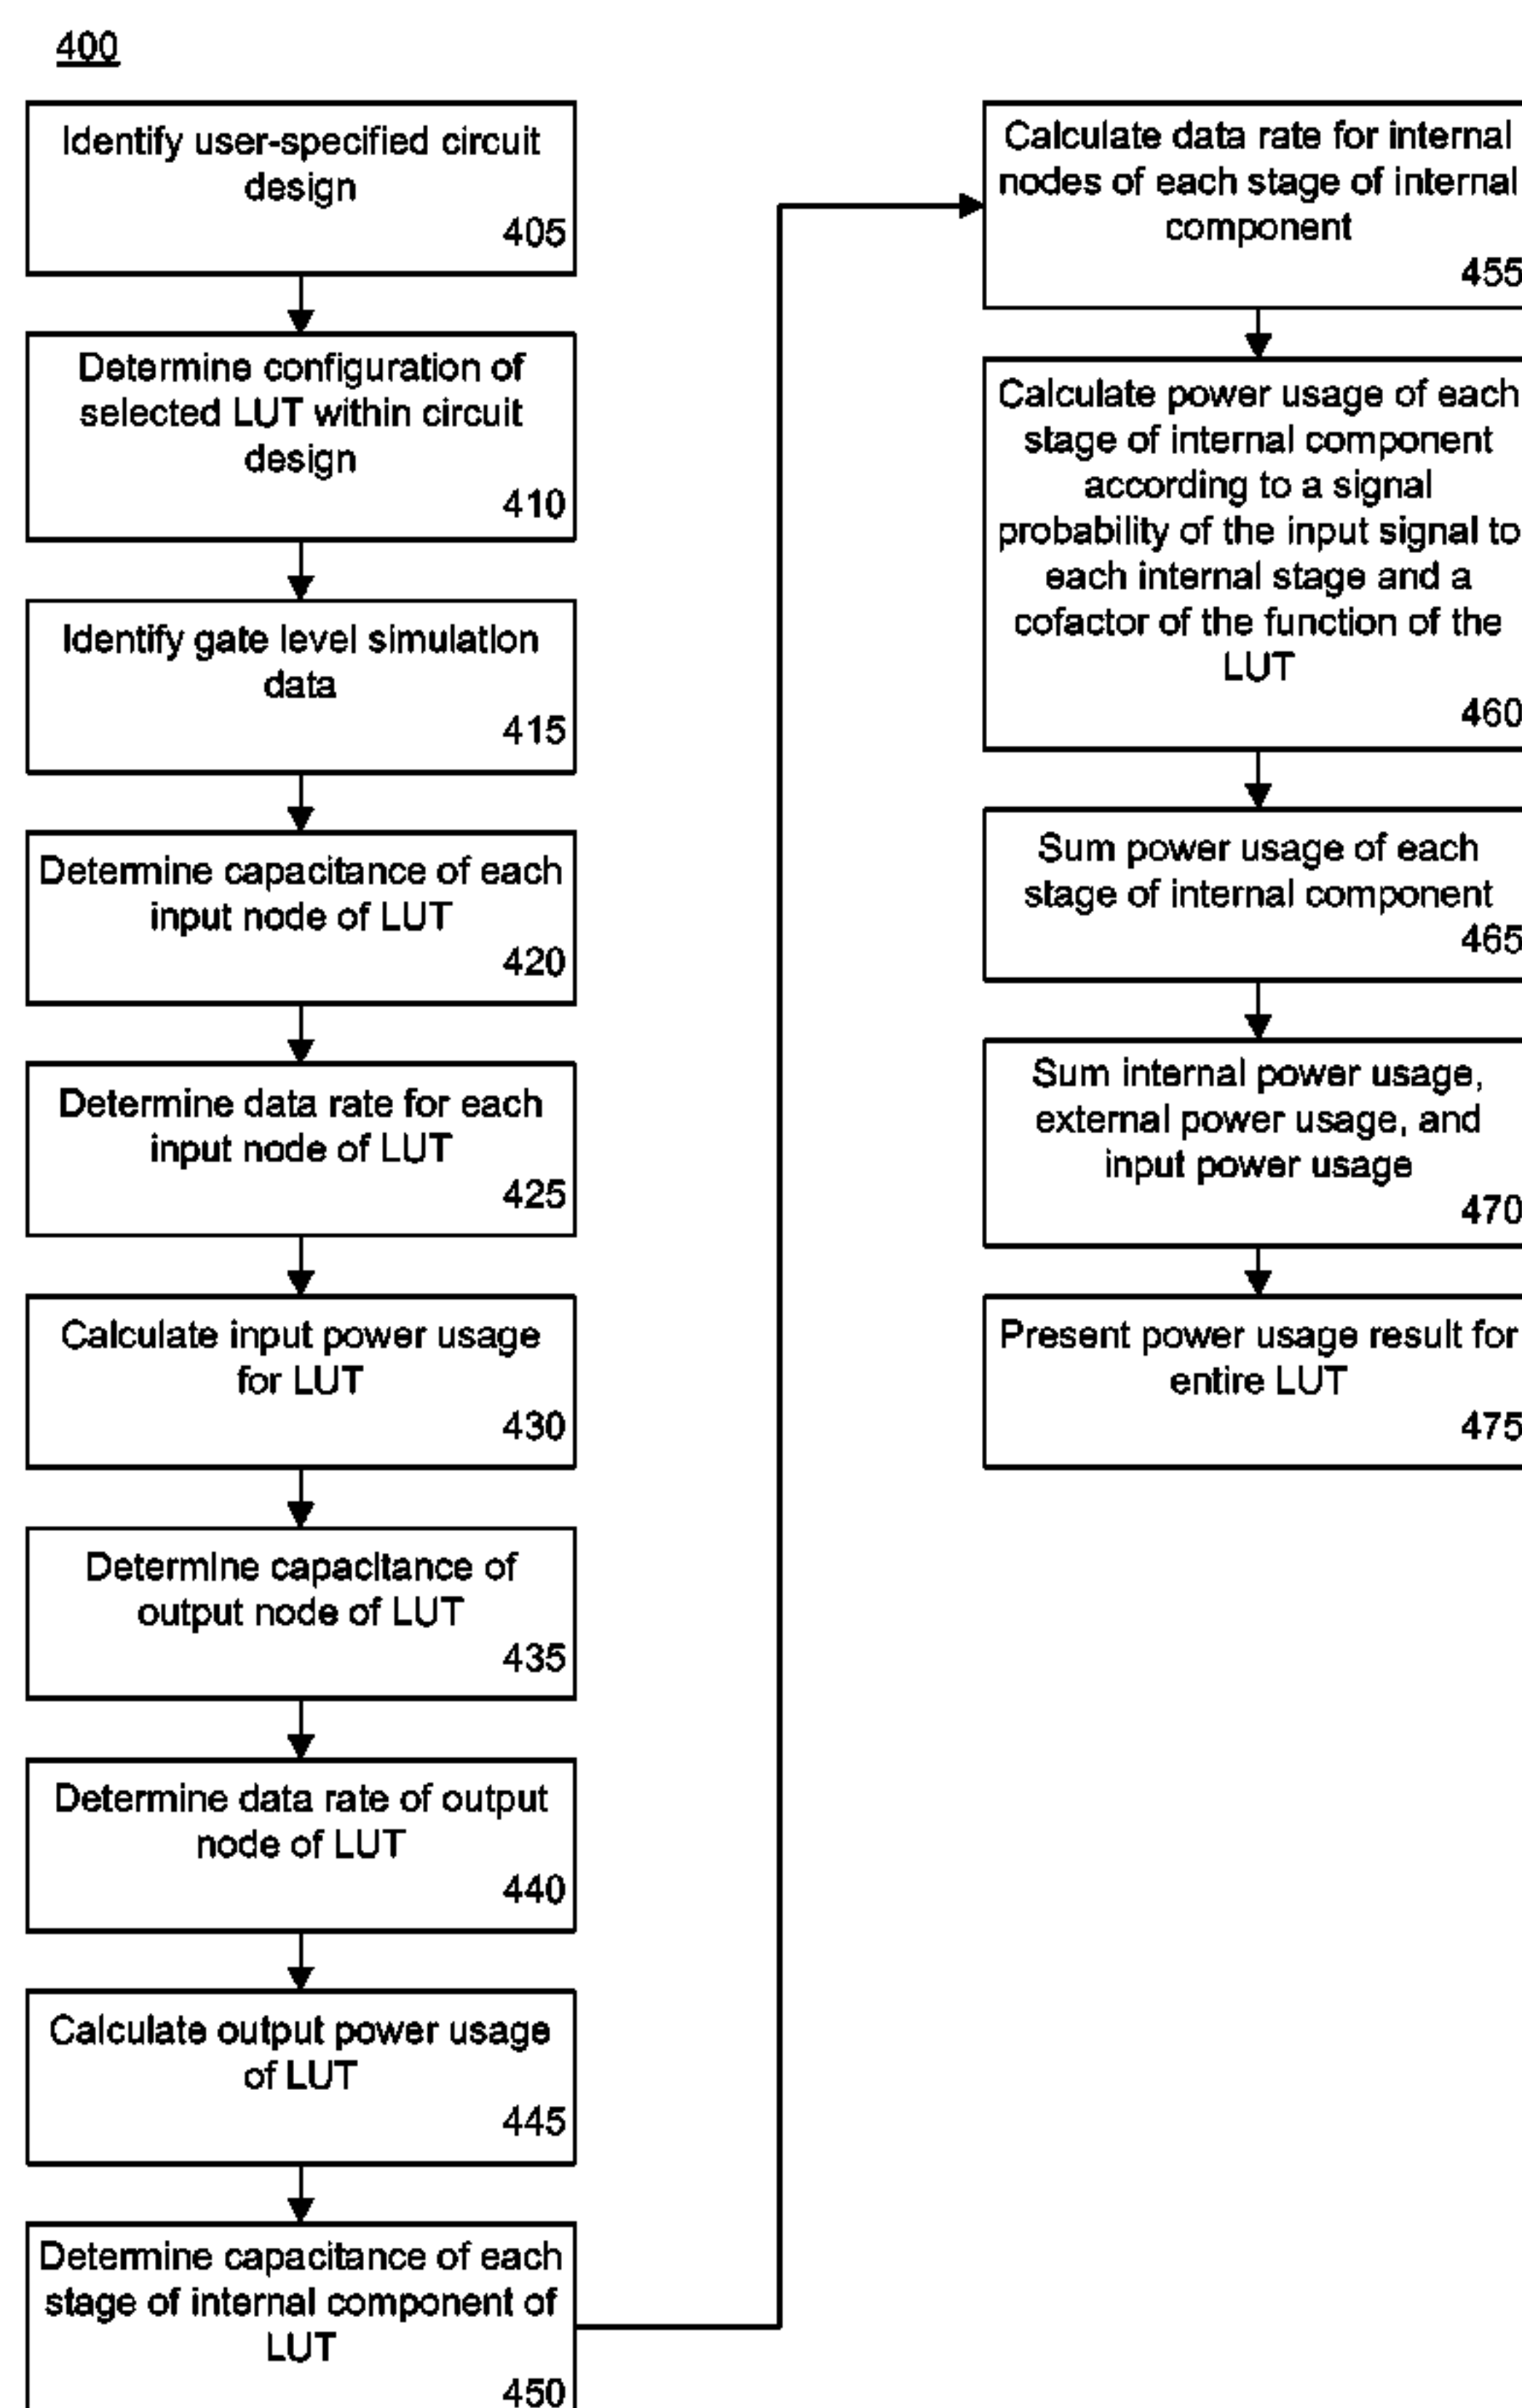 400
Identify user-specified circuit
design
405
Determine configuration of
selected LUT within circuit
design
410
Identify gate level simulation
data
415
Determine capacitance of each
input node of LUT
420
Determine data rate for each
input node of LUT
425
Calculate input power usage
for LUT
430
Determine capacitance of
output node of LUT
435
Determine data rate of output
node of LUT
440
Calculate output power usage
of LUT
445
Determine capacitance of each
stage of internal component of
LUT
450
Calculate data rate for internal
nodes of each stage of internal
component
455
Calculate power usage of each
stage of internal component
according to a signal
probability of the input signal to
each internal stage and a
cofactor of the function of the
LUT
460
Sum power usage of each
stage of internal component
465
Sum internal power usage,
external power usage, and
input power usage
470
Present power usage result for
entire LUT
475